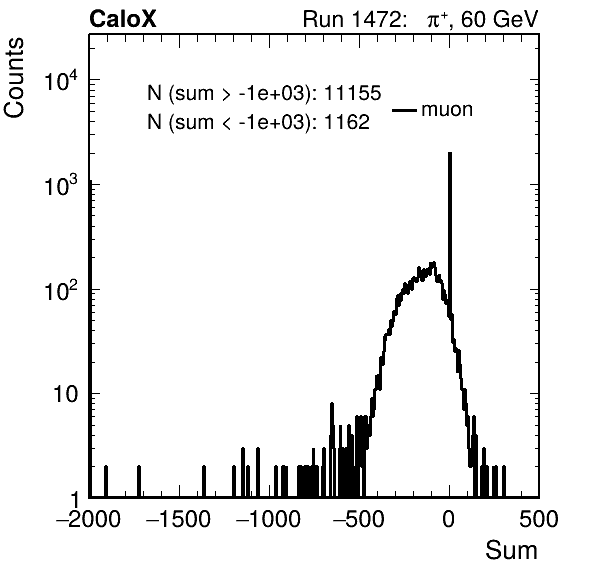 CaloX Run 1472: π⁺, 60 GeV
Counts
N (sum > -1e+03): 11155
N (sum < -1e+03): 1162
muon
10⁴
10³
10²
10
1
−2000 −1500 −1000 −500 0 500
Sum